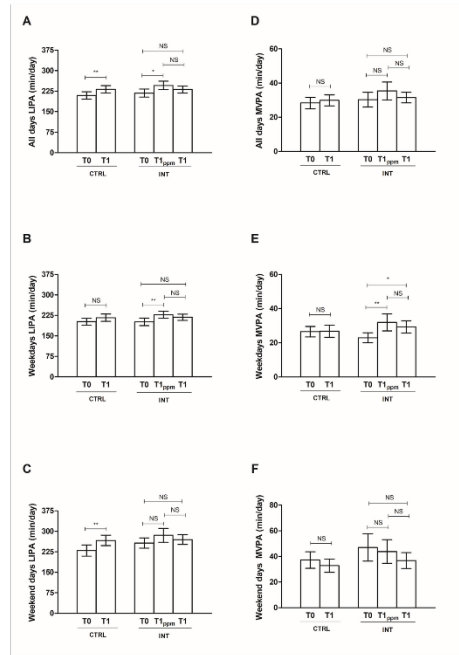 A
All days LIPA (min/day)
375
300
225
150
75
0
NS
**
*
NS
T0 T1 T0 T1ppm T1
CTRL INT
D
All days MVPA (min/day)
60
40
20
0
NS
NS
NS
NS
T0 T1 T0 T1ppm T1
CTRL INT
B
Weekdays LIPA (min/day)
375
300
225
150
75
0
NS
NS
**
NS
T0 T1 T0 T1ppm T1
CTRL INT
E
Weekdays MVPA (min/day)
60
40
20
0
*
NS
**
NS
T0 T1 T0 T1ppm T1
CTRL INT
C
Weekend days LIPA (min/day)
375
300
225
150
75
0
NS
**
NS
NS
T0 T1 T0 T1ppm T1
CTRL INT
F
Weekend days MVPA (min/day)
80
60
40
20
0
NS
NS
NS
NS
T0 T1 T0 T1ppm T1
CTRL INT